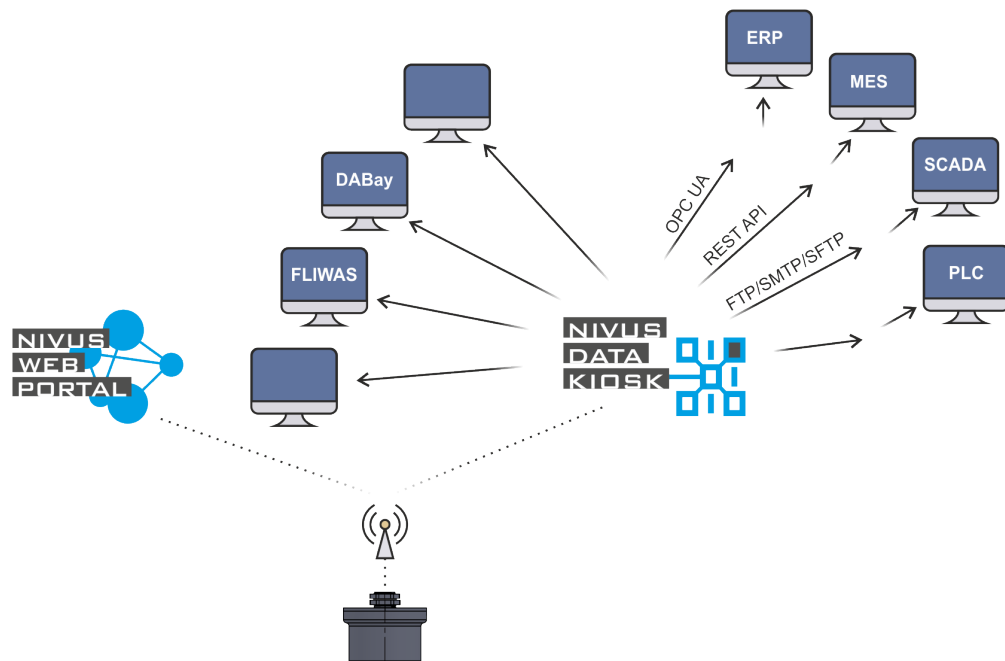 ERP
MES
DABay
SCADA
OPC UA
REST API
FTP/SMTP/SFTP
FLIWAS
PLC
NIVUS
WEB
PORTAL
NIVUS
DATA
KIOSK